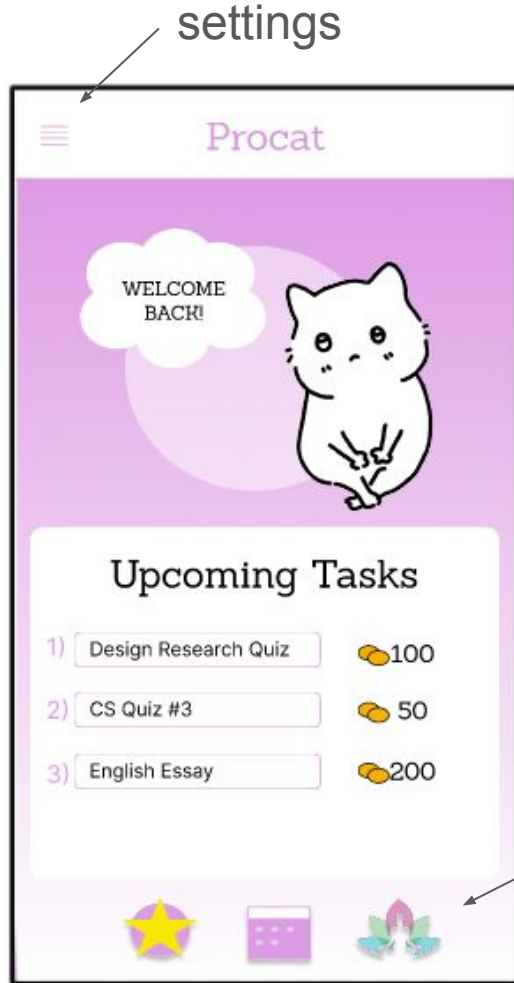 settings
Procat
WELCOME
BACK!
Upcoming Tasks
1) Design Research Quiz 100
2) CS Quiz #3 50
3) English Essay 200